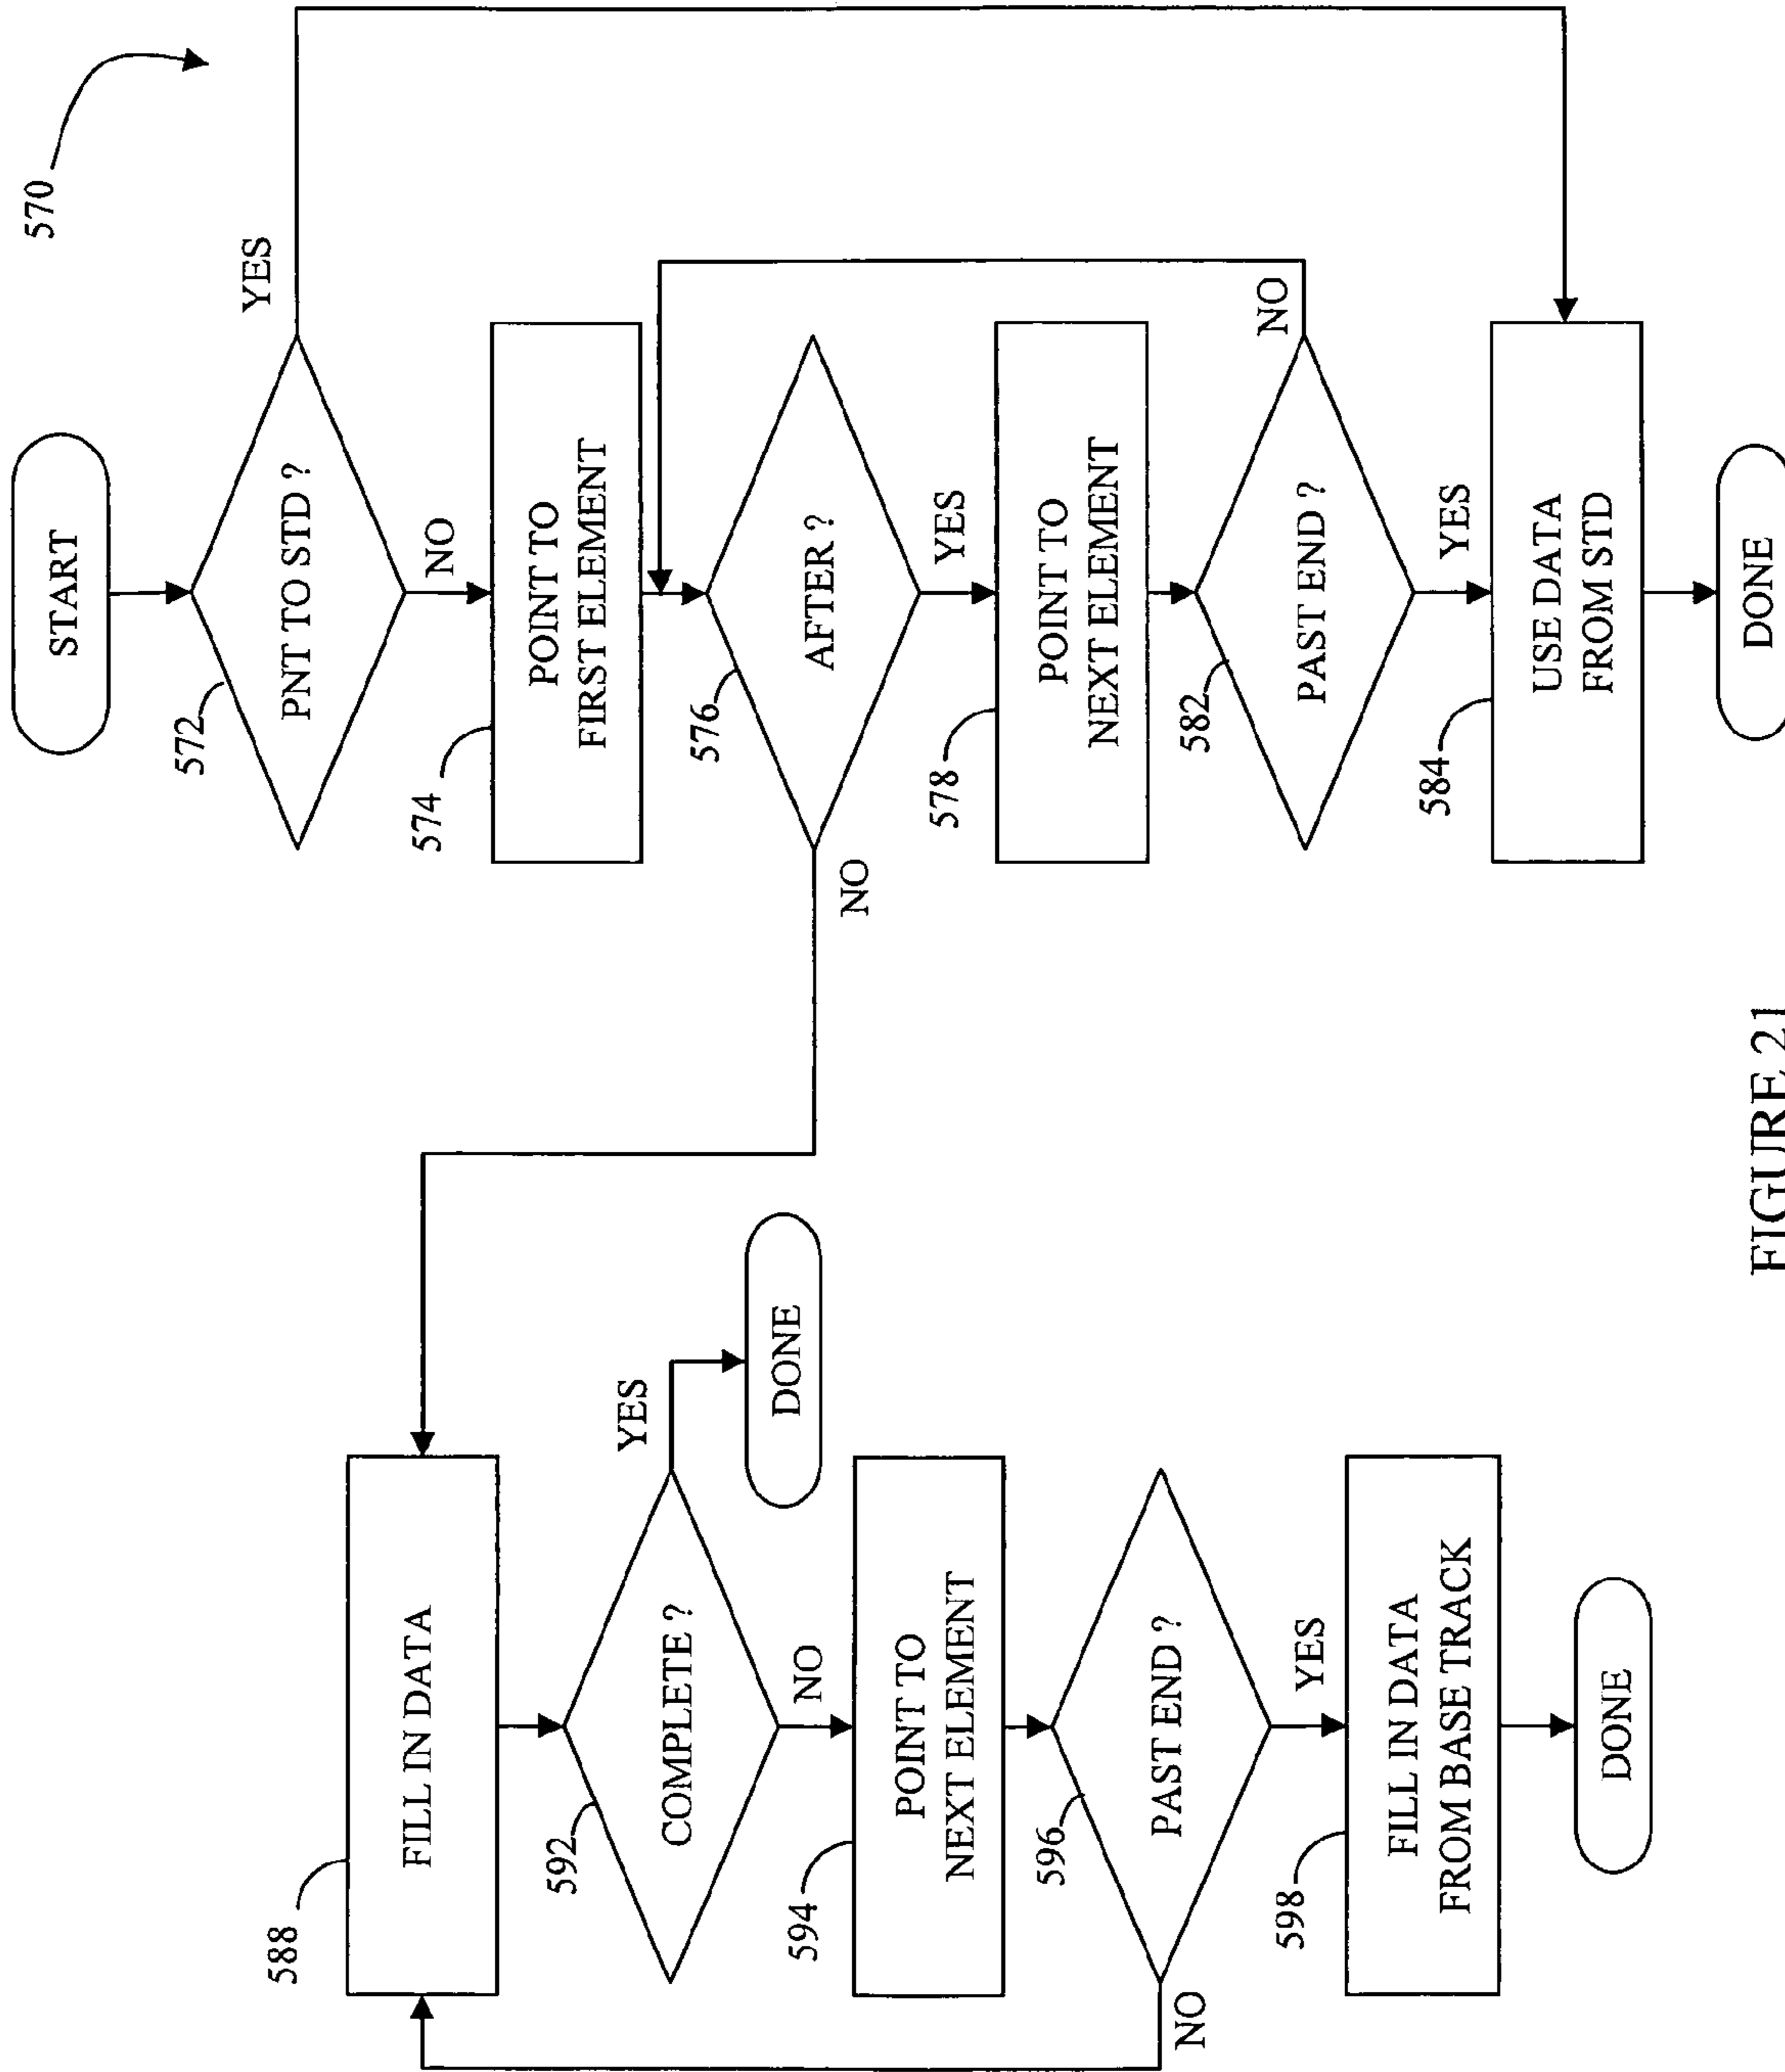 570
START
572
PNT TO STD ?
YES
NO
574
POINT TO
FIRST ELEMENT
576
AFTER ?
NO
YES
578
POINT TO
NEXT ELEMENT
582
PAST END ?
NO
YES
584
USE DATA
FROM STD
DONE
588
FILL IN DATA
592
COMPLETE ?
YES
DONE
NO
594
POINT TO
NEXT ELEMENT
596
PAST END ?
NO
YES
598
FILL IN DATA
FROM BASE TRACK
DONE
FIGURE 21